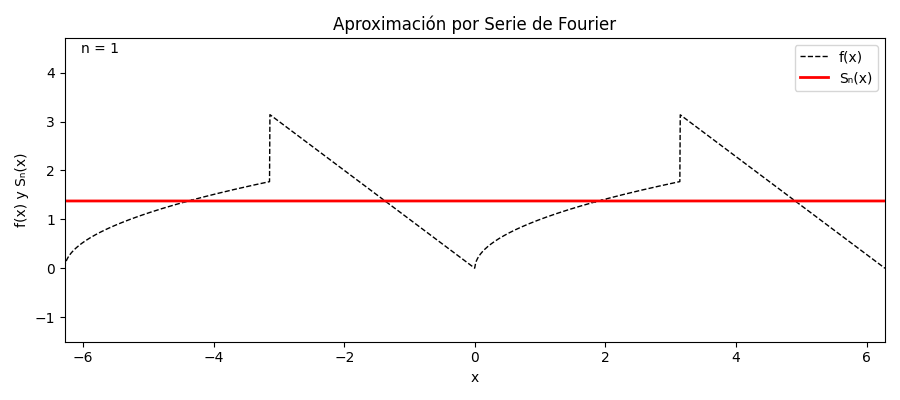 Aproximación por Serie de Fourier
n = 1
f(x)
Sₙ(x)
f(x) y Sₙ(x)
4
3
2
1
0
−1
−6
−4
−2
0
2
4
6
x